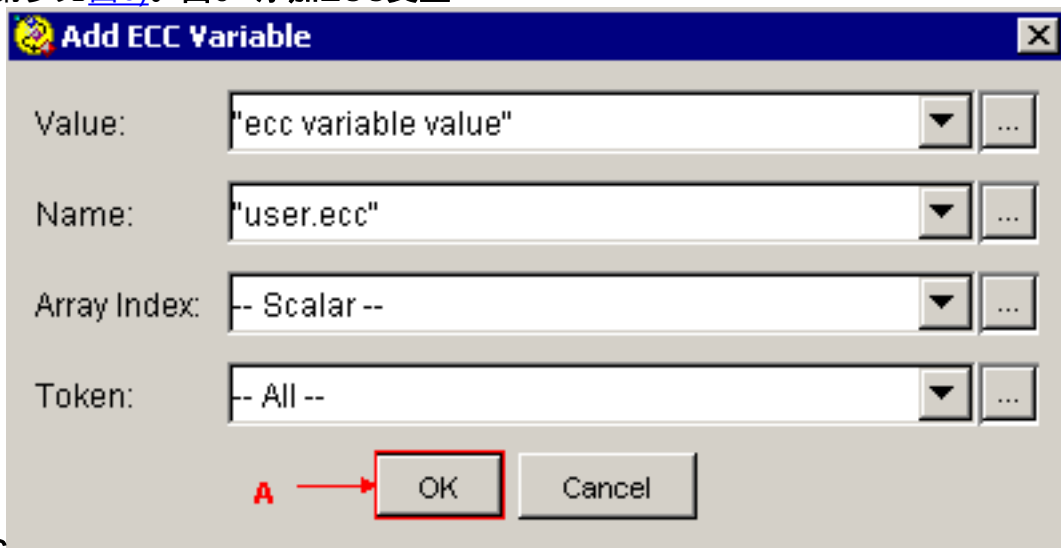 Add ECC Variable
Value: "ecc variable value" ...
Name: "user.ecc" ...
Array Index: -- Scalar -- ...
Token: -- All -- ...
A OK Cancel